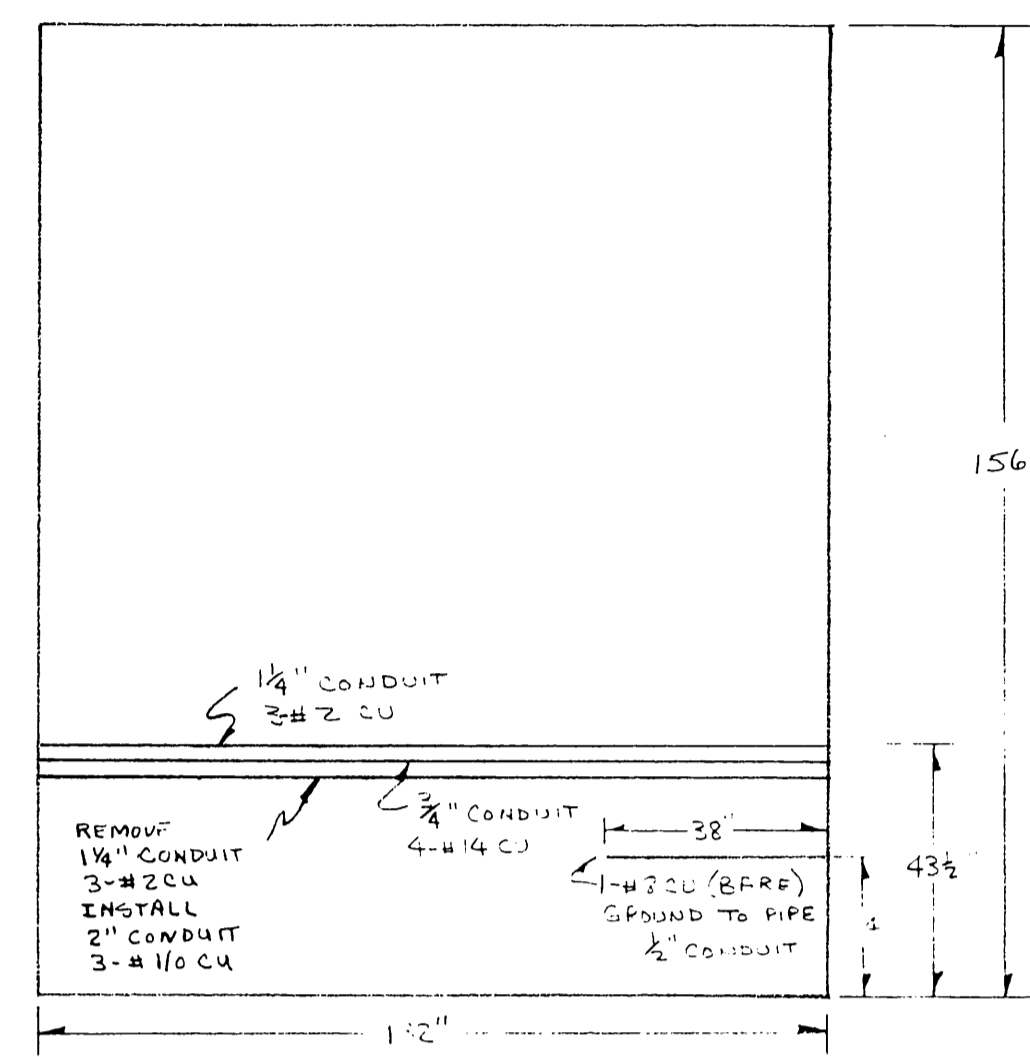 156
1¼" CONDUIT
3-#2 CU
¾" CONDUIT
4-#14 CU
REMOVE
1¼" CONDUIT
3-#2CU
INSTALL
2" CONDUIT
3-#1/0 CU
38"
CU (BARE)
GROUND TO PIPE
½" CONDUIT
43½"